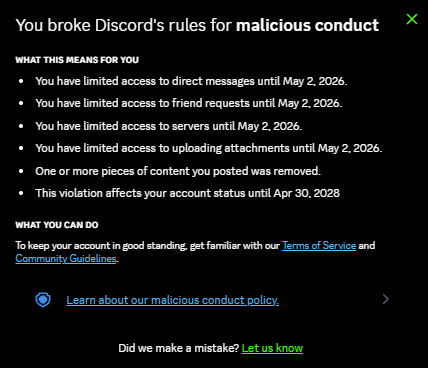 You broke Discord's rules for malicious conduct
WHAT THIS MEANS FOR YOU
• You have limited access to direct messages until May 2, 2026.
• You have limited access to friend requests until May 2, 2026.
• You have limited access to servers until May 2, 2026.
• You have limited access to uploading attachments until May 2, 2026.
• One or more pieces of content you posted was removed.
• This violation affects your account status until Apr 30, 2028
WHAT YOU CAN DO
To keep your account in good standing, get familiar with our Terms of Service and
Community Guidelines.
Learn about our malicious conduct policy.
Did we make a mistake? Let us know